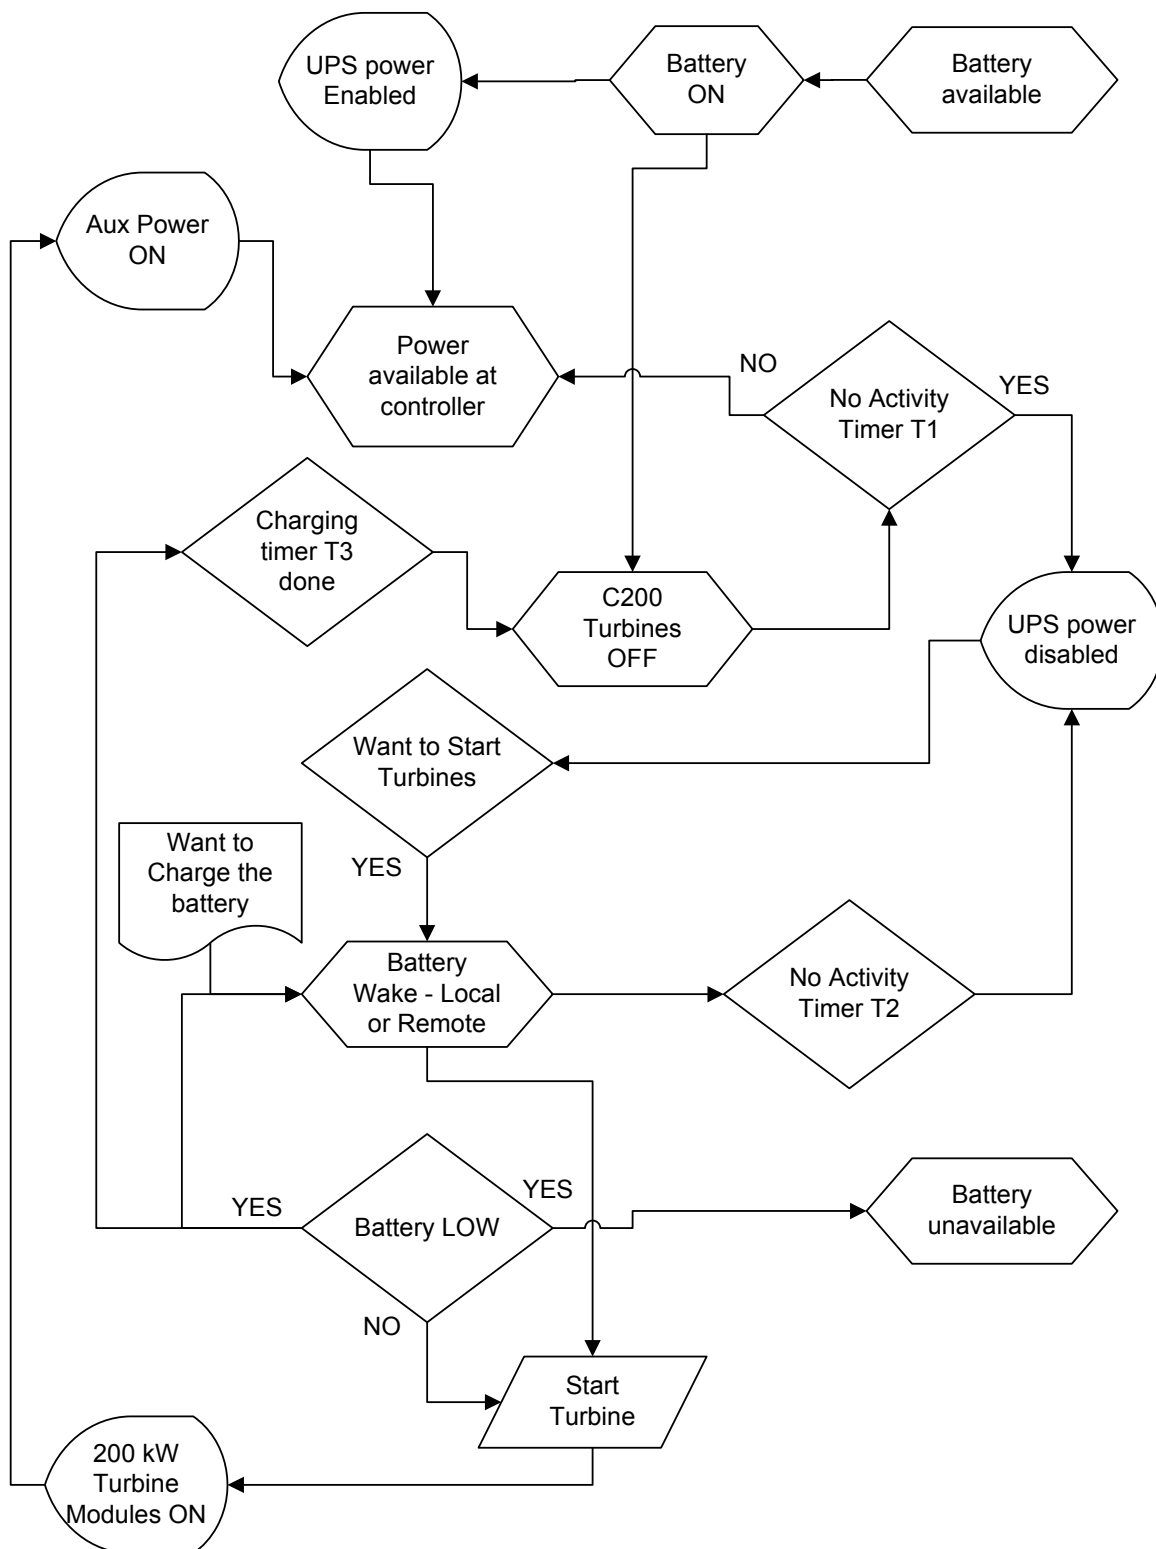 UPS power
Enabled
Battery
ON
Battery
available
Aux Power
ON
Power
available at
controller
NO
No Activity
Timer T1
YES
Charging
timer T3
done
C200
Turbines
OFF
UPS power
disabled
Want to Start
Turbines
YES
Want to
Charge the
battery
Battery
Wake - Local
or Remote
No Activity
Timer T2
YES
Battery LOW
YES
Battery
unavailable
NO
Start
Turbine
200 kW
Turbine
Modules ON